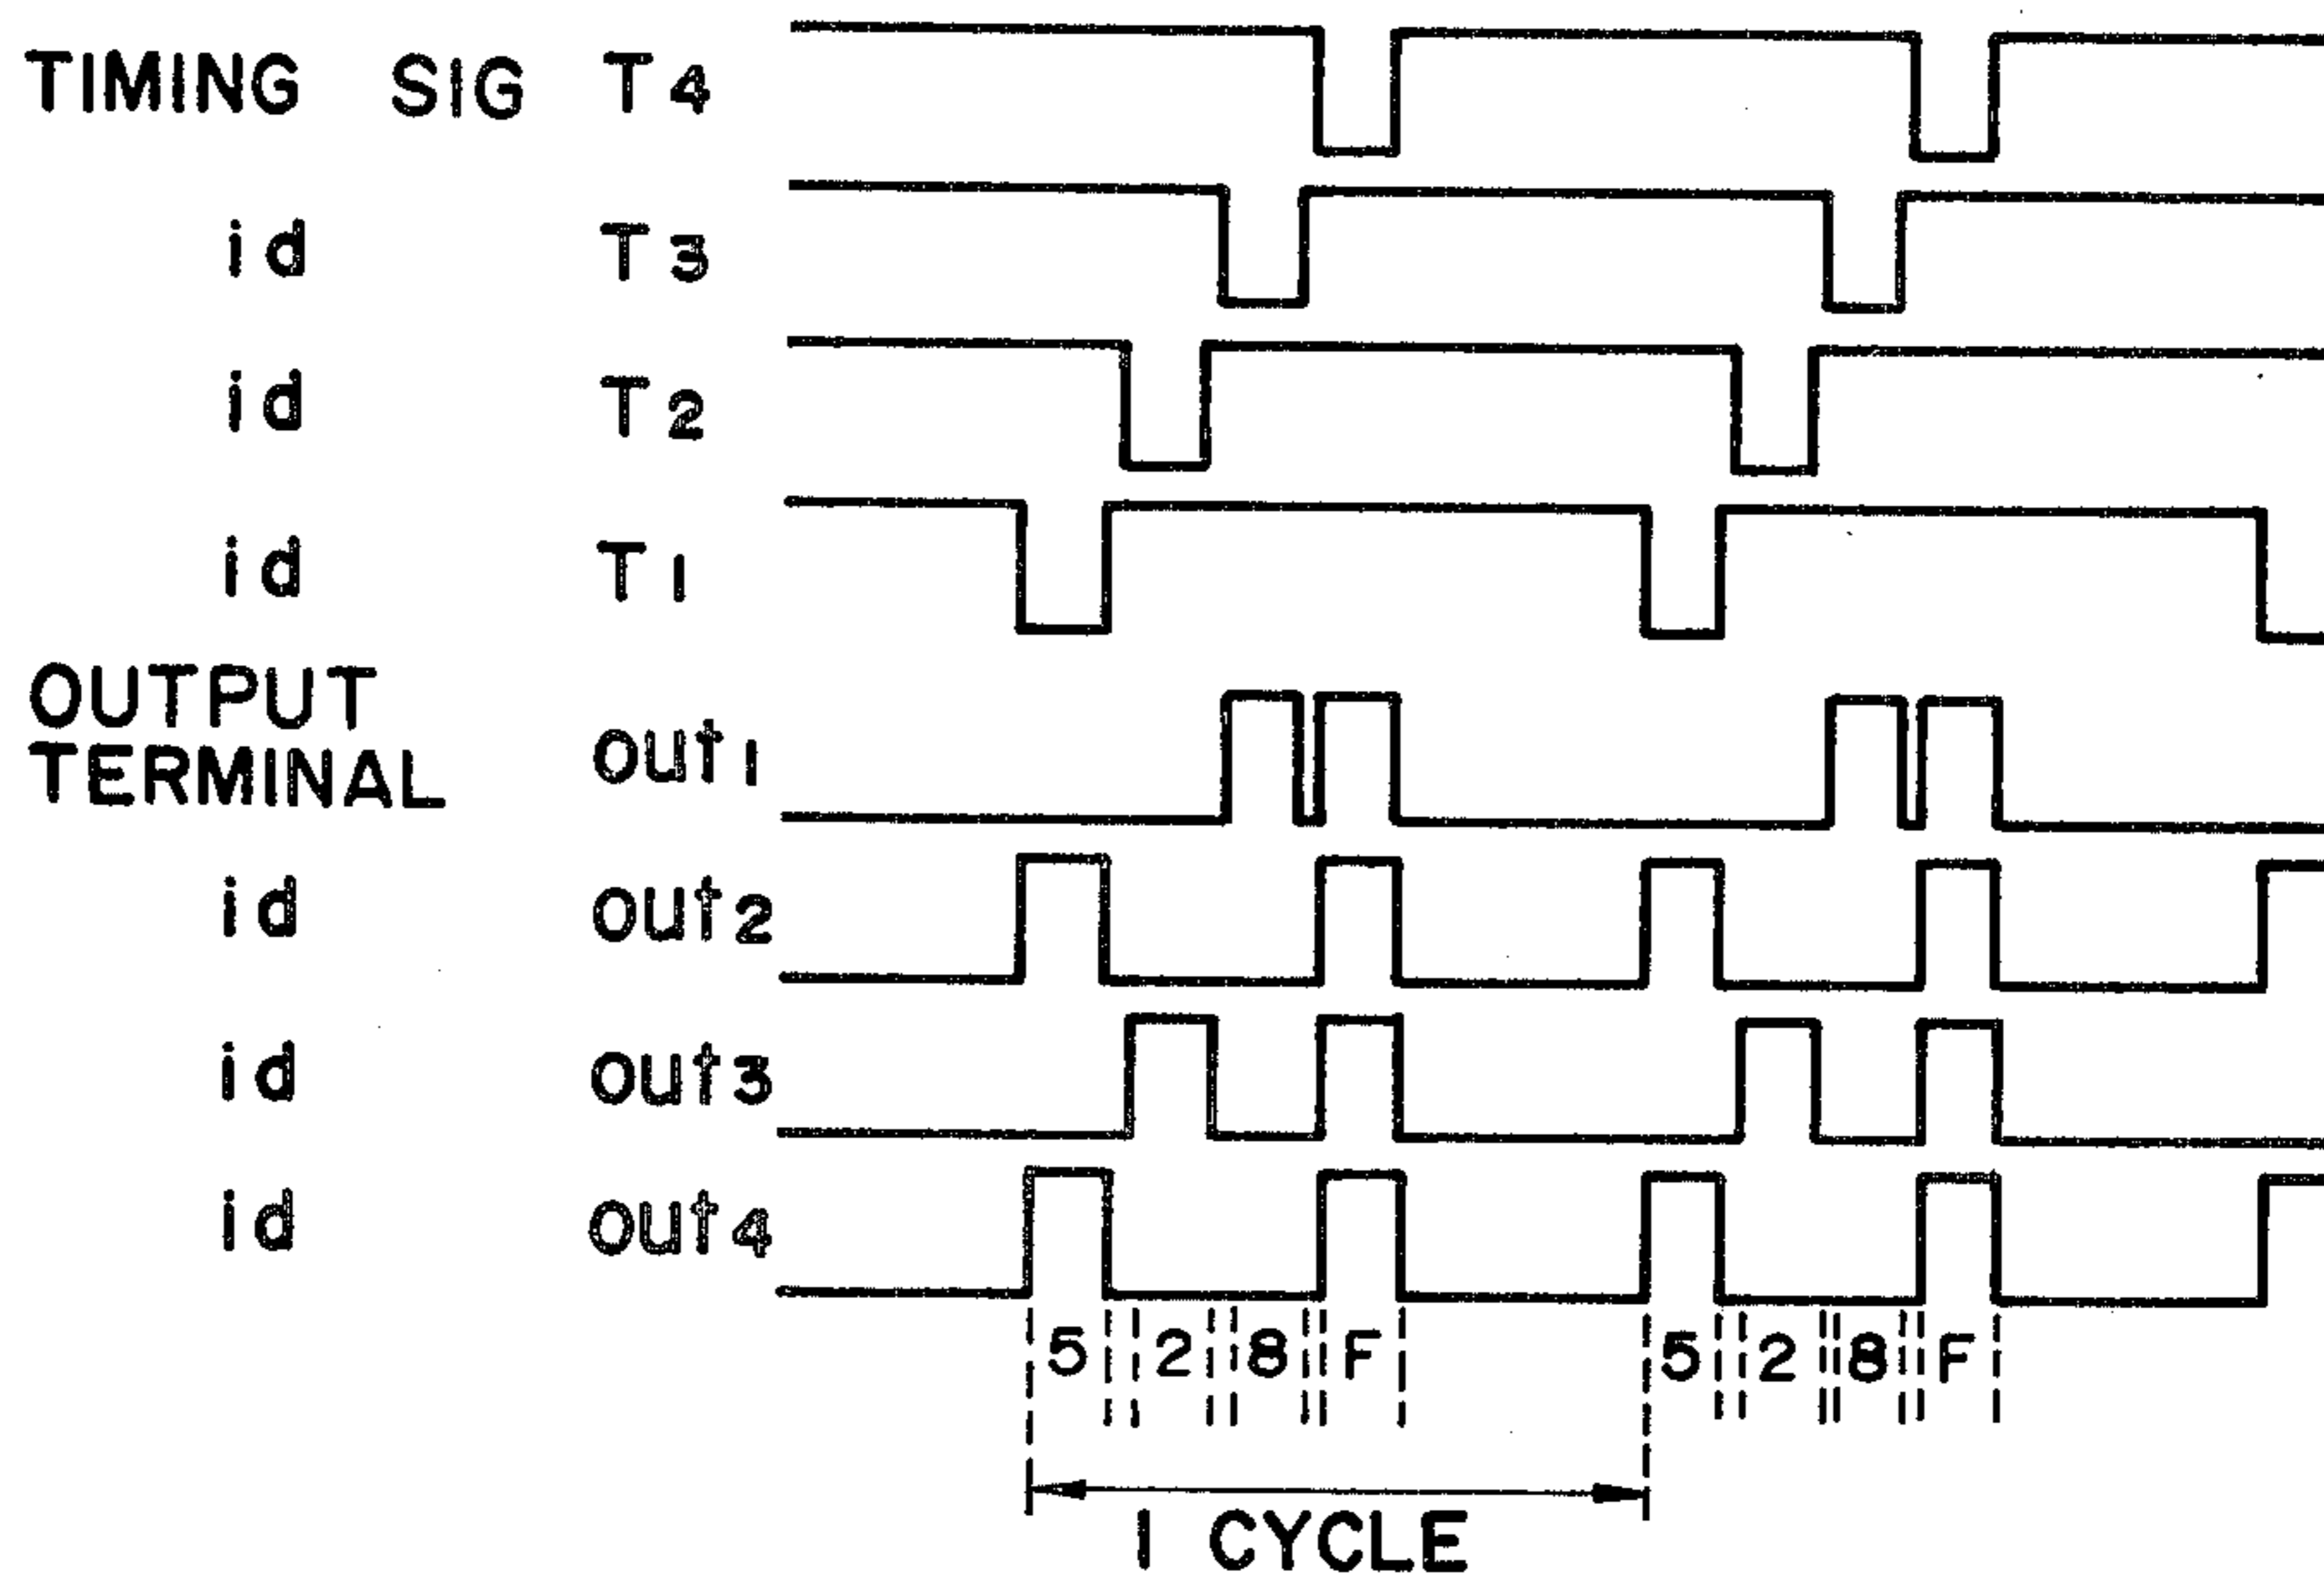 TIMING SIG T4
id T3
id T2
id T1
OUTPUT
TERMINAL out1
id out2
id out3
id out4
5 2 8 F 5 2 8 F
1 CYCLE